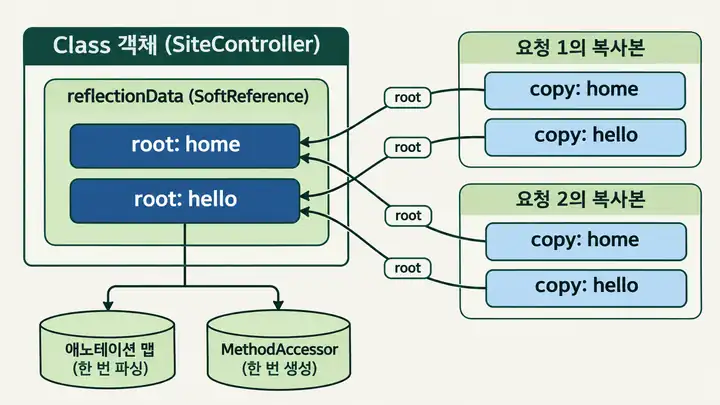 Class 객채 (SiteController)
reflectionData (SoftReference)
root: home
root: hello
애노테이션 맵
(한 번 파싱)
MethodAccessor
(한 번 생성)
root
root
root
root
요청 1의 복사본
copy: home
copy: hello
요청 2의 복사본
copy: home
copy: hello